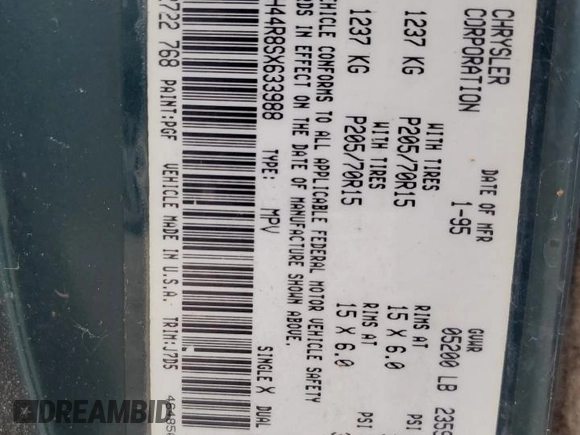 CHRYSLER
CORPORATION
DATE OF MFR
1-95
GVWR
05200 LB
1237 KG
WITH TIRES
P205/70R15
RIMS AT
15 X 6.0
PSI
1237 KG
WITH TIRES
P205/70R15
RIMS AT
15 X 6.0
PSI
VEHICLE CONFORMS TO ALL APPLICABLE FEDERAL MOTOR VEHICLE SAFETY
IN EFFECT ON THE DATE OF MANUFACTURE SHOWN ABOVE.
H44R8SX633988
TYPE: MPV
SINGLE X DUAL
722 768
PAINT:PGF
VEHICLE MADE IN U.S.A.
TRIM:J7D5
DREAMBID